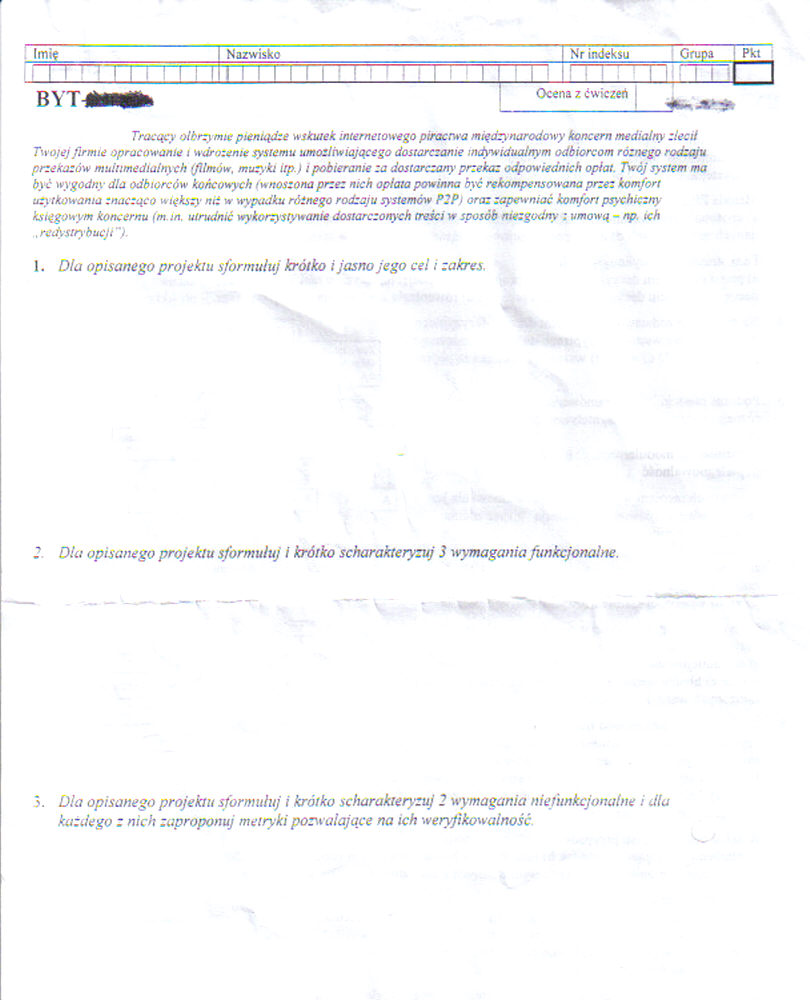 Imię Nazwisko Nr indeksu Grupa Pkt
BYT- Ocena z ćwiczeń
Tracący olbrzymie pieniądze wskutek internetowego piractwa międzynarodowy koncern medialny zlecił
Twojej firmie opracowanie i wdrożenie systemu umożliwiającego dostarczanie indywidualnym odbiorcom różnego rodzaju
przekazów multimedialnych (filmów, muzyki itp.) i pobieranie za dostarczany przekaz odpowiednich opłat. Twój system ma
być wygodny dla odbiorców końcowych (wnoszona przez nich opłata powinna być rekompensowana przez komfort
użytkowania znacząco większy niż w wypadku różnego rodzaju systemów P2P) oraz zapewniać komfort psychiczny
księgowym koncernu (m.in. utrudnić wykorzystywanie dostarczonych treści w sposób niezgodny z umową – np. ich
„redystrybucji”).
1. Dla opisanego projektu sformułuj krótko i jasno jego cel i zakres.
2. Dla opisanego projektu sformułuj i krótko scharakteryzuj 3 wymagania funkcjonalne.
3. Dla opisanego projektu sformułuj i krótko scharakteryzuj 2 wymagania niefunkcjonalne i dla
każdego z nich zaproponuj metryki pozwalające na ich weryfikowalność.